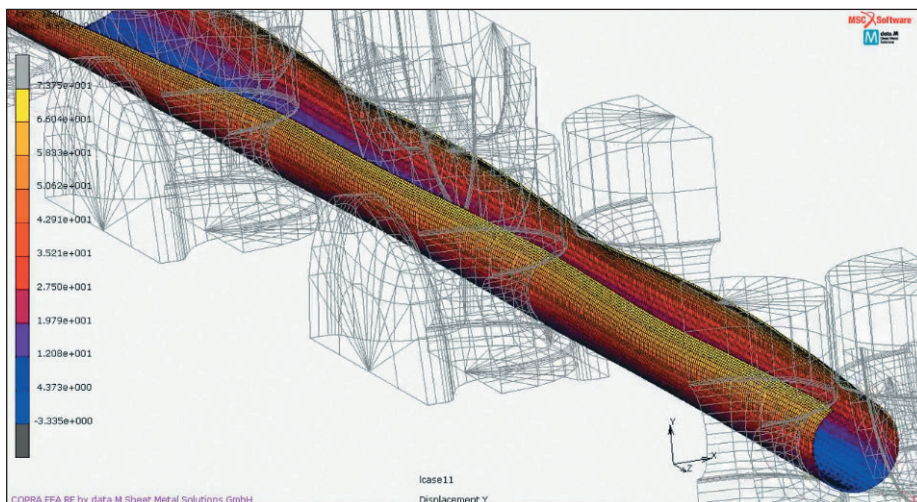 MSC Software
data M
7.375e+001
6.604e+001
5.833e+001
5.062e+001
4.291e+001
3.521e+001
2.750e+001
1.979e+001
1.208e+001
4.373e+000
-3.335e+000
Y
X
Z
lcase11
COPRA FEA RF by data M Sheet Metal Solutions GmbH
Displacement Y